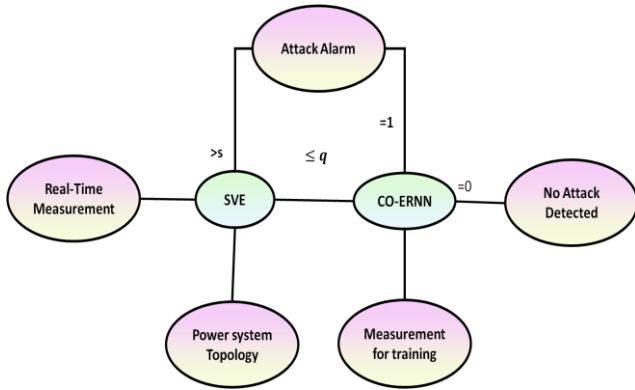 Attack Alarm
=1
>s
≤ q
Real-Time
Measurement
SVE
CO-ERNN
=0
No Attack
Detected
Power system
Topology
Measurement
for training